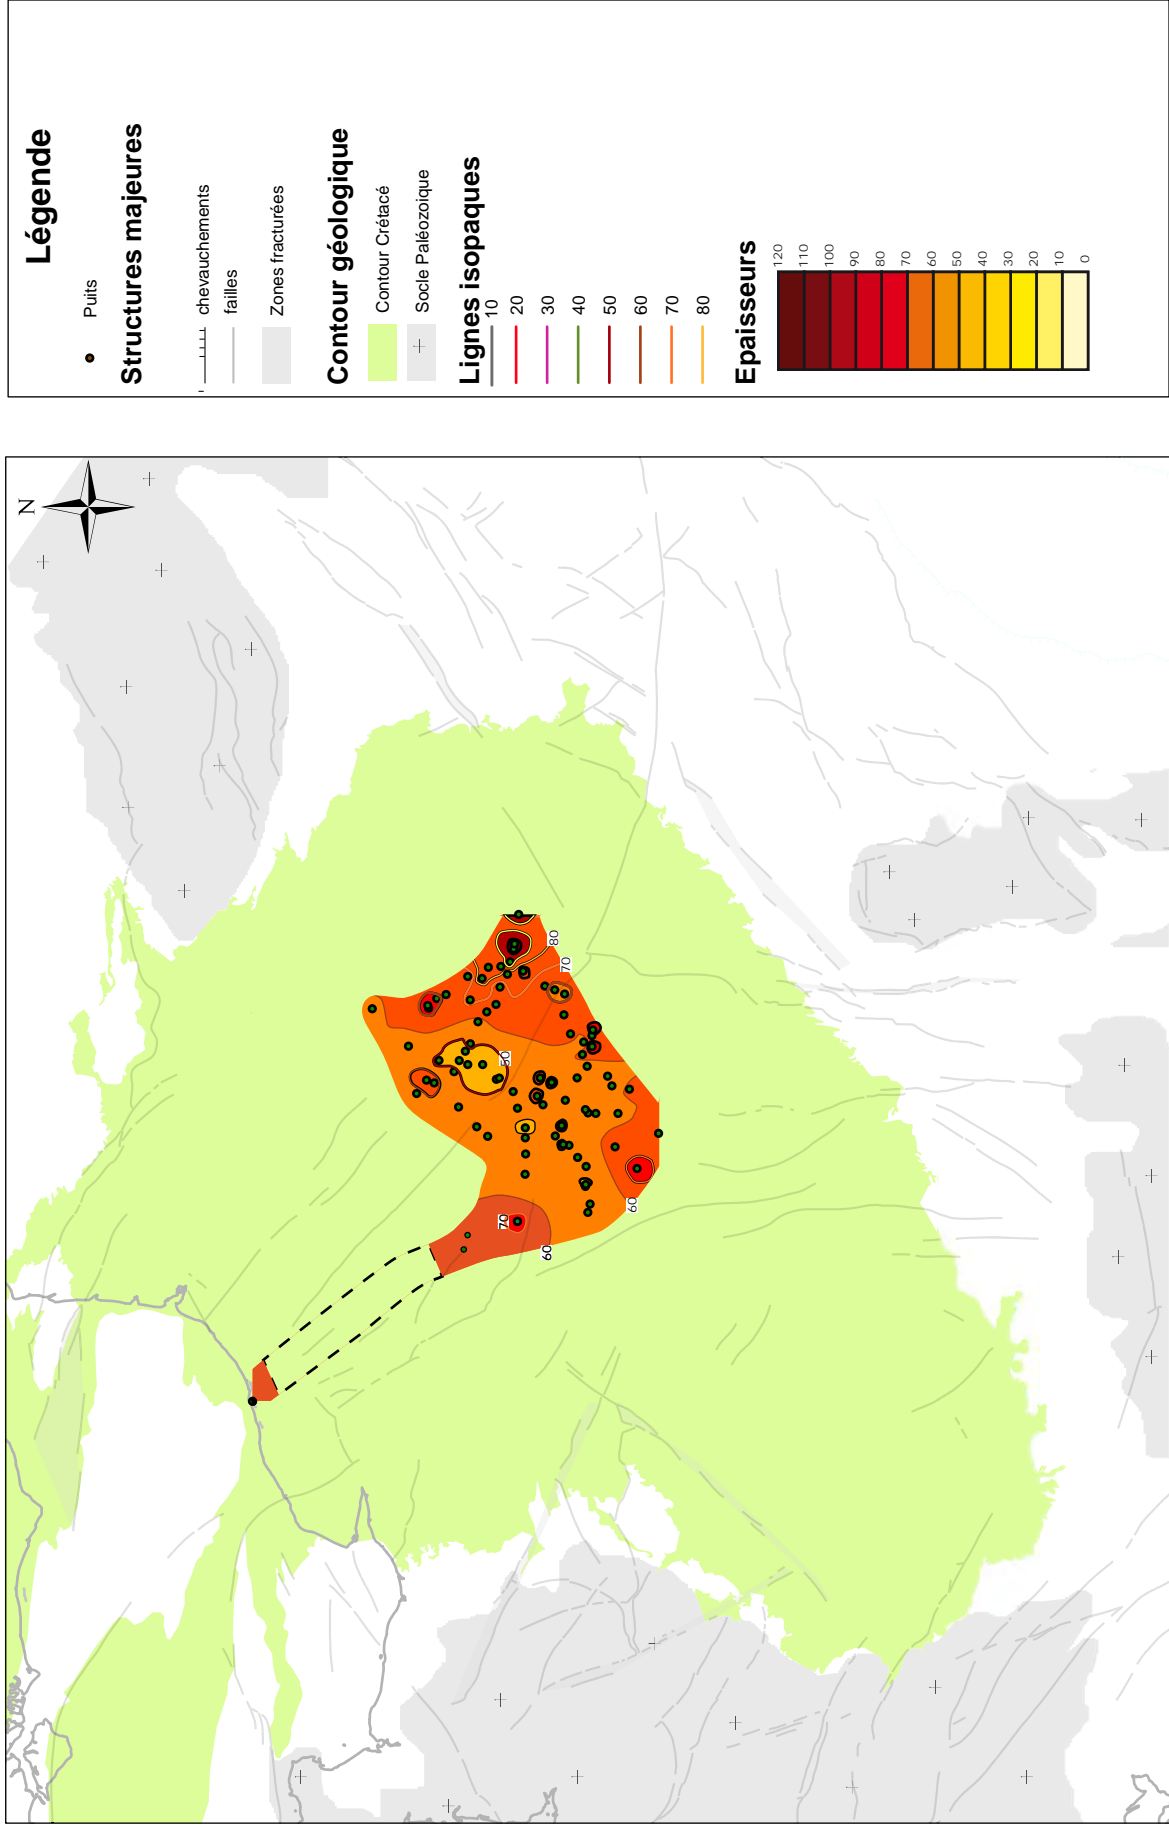 Légende
Puits
Structures majeures
chevauchements
failles
Zones fracturées
Contour géologique
Contour Crétacé
Socle Paléozoique
Lignes isopaques
10
20
30
40
50
60
70
80
Epaisseurs
120
110
100
90
80
70
60
50
40
30
20
10
0
N
80
70
50
60
70
60